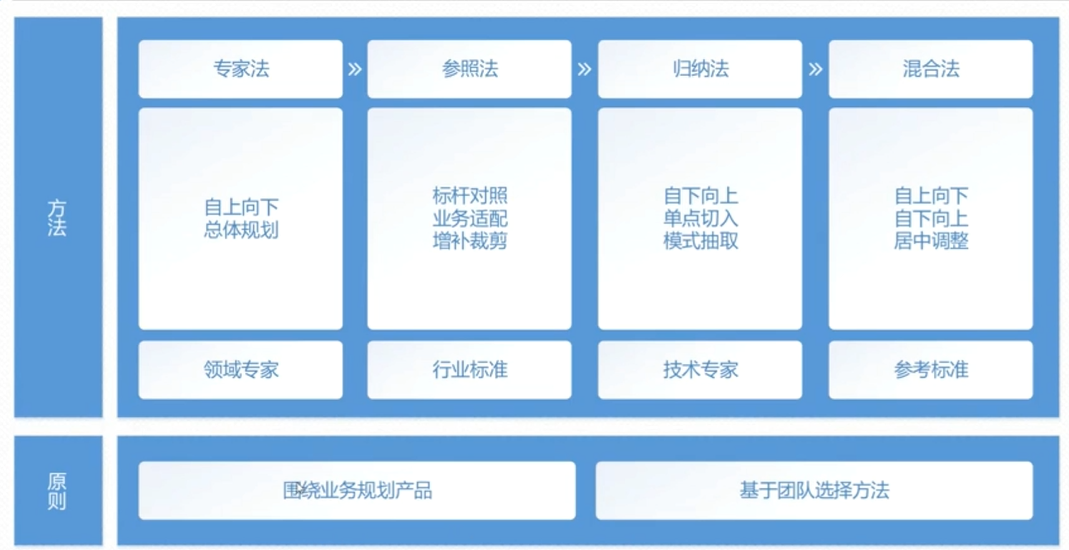 方法
专家法
参照法
归纳法
混合法
自上向下
总体规划
标杆对照
业务适配
增补裁剪
自下向上
单点切入
模式抽取
自上向下
自下向上
居中调整
领域专家
行业标准
技术专家
参考标准
原则
围绕业务规划产品
基于团队选择方法